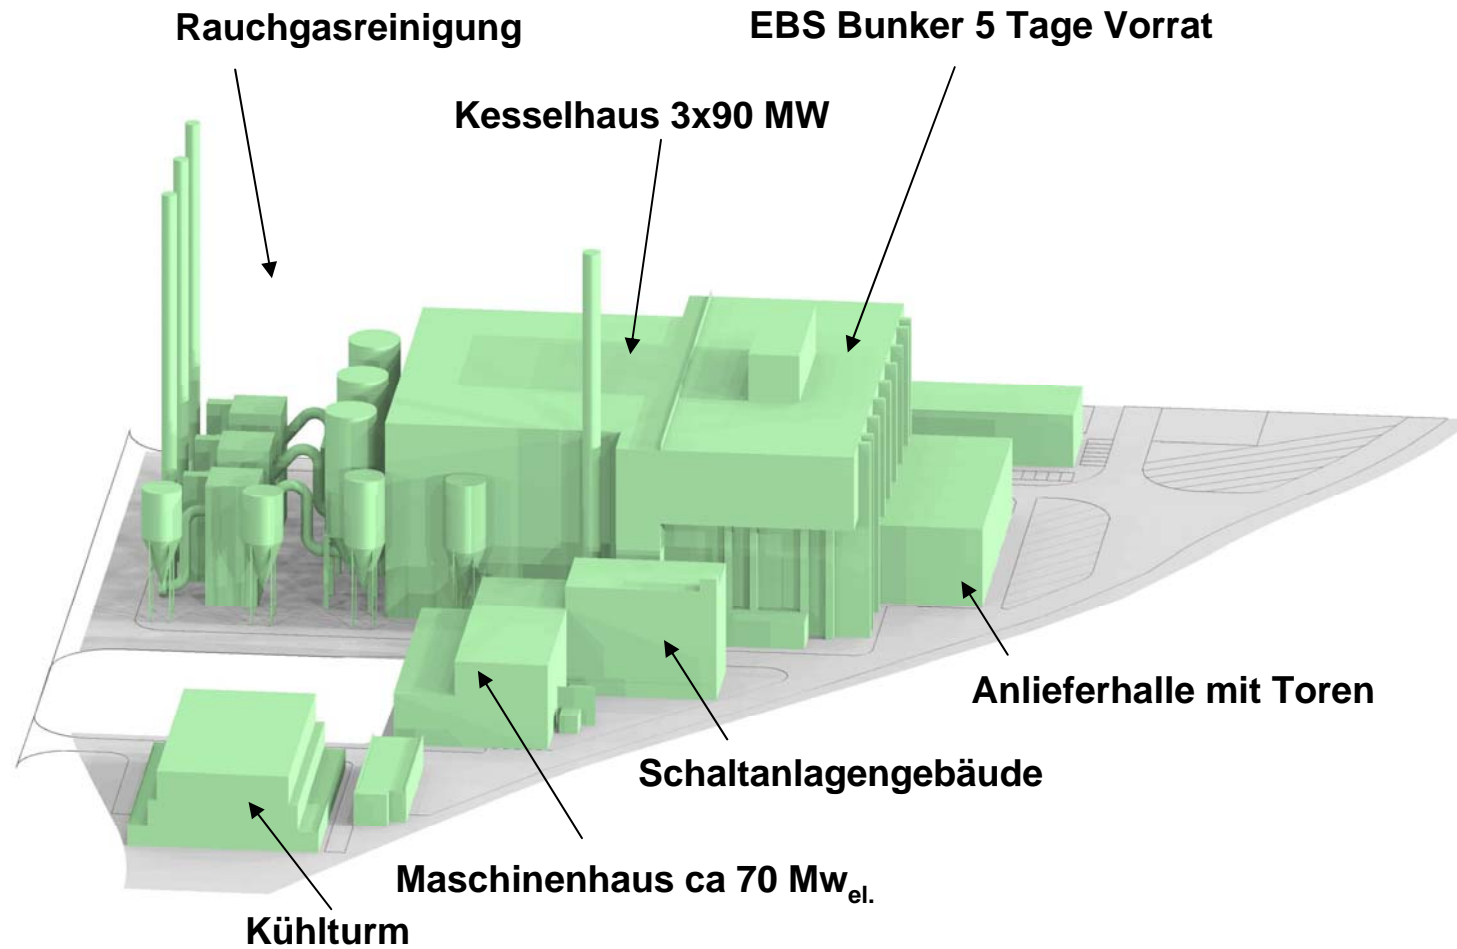 Rauchgasreinigung
EBS Bunker 5 Tage Vorrat
Kesselhaus 3x90 MW
Anlieferhalle mit Toren
Schaltanlagengebäude
Maschinenhaus ca 70 Mwel.
Kühlturm